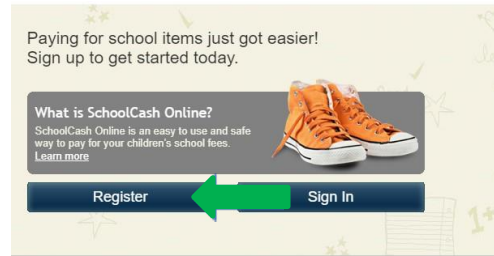 Paying for school items just got easier!
Sign up to get started today.
What is SchoolCash Online?
SchoolCash Online is an easy to use and safe
way to pay for your children's school fees.
Learn more
Register
Sign In
1+